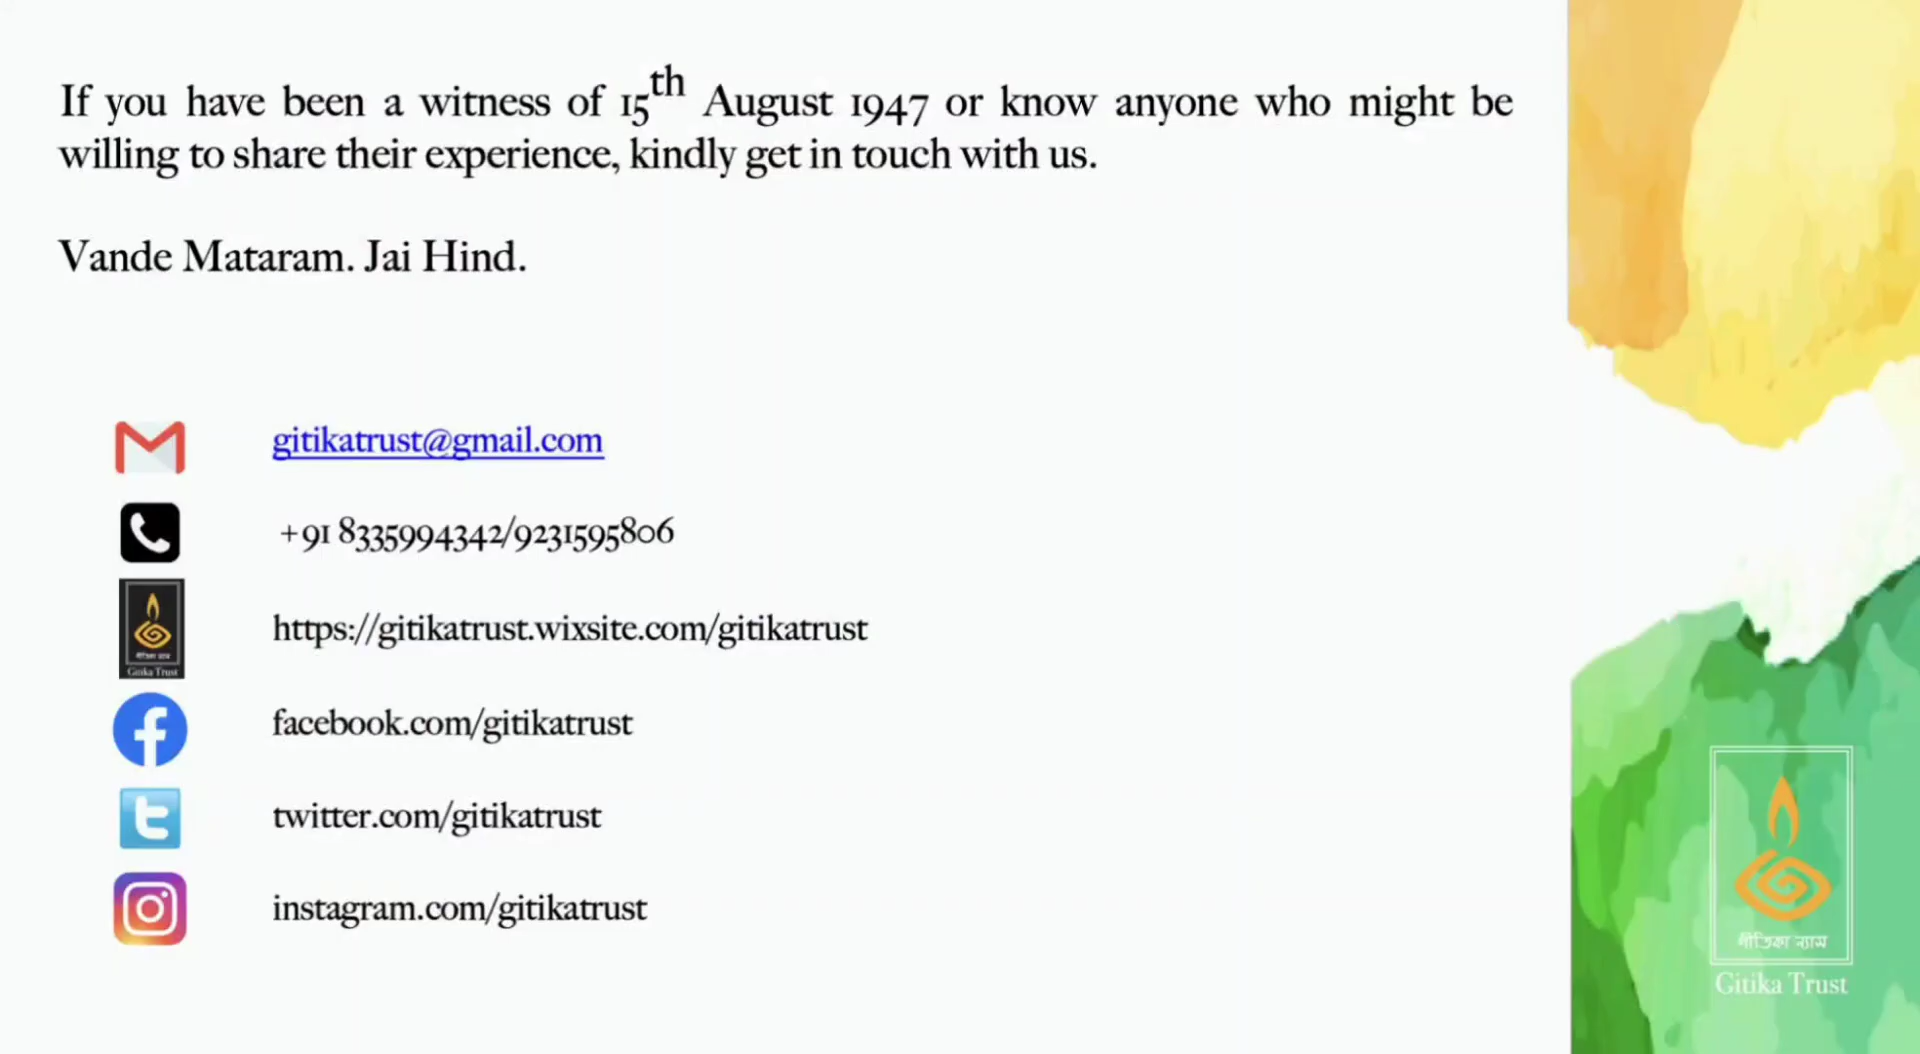 If you have been a witness of 15th August 1947 or know anyone who might be
willing to share their experience, kindly get in touch with us.
Vande Mataram. Jai Hind.
gitikatrust@gmail.com
+91 8335994342/9231595806
https://gitikatrust.wixsite.com/gitikatrust
গীতিকা ন্যাস
Gitika Trust
facebook.com/gitikatrust
twitter.com/gitikatrust
instagram.com/gitikatrust
গীতিকা ন্যাস
Gitika Trust